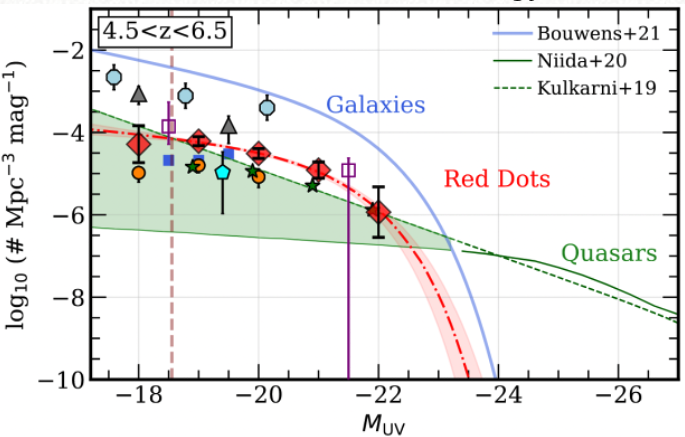 4.5<z<6.5
Bouwens+21
Niida+20
Kulkarni+19
Galaxies
Red Dots
Quasars
log₁₀ (# Mpc⁻³ mag⁻¹)
−2
−4
−6
−8
−10
−18
−20
−22
−24
−26
M_UV